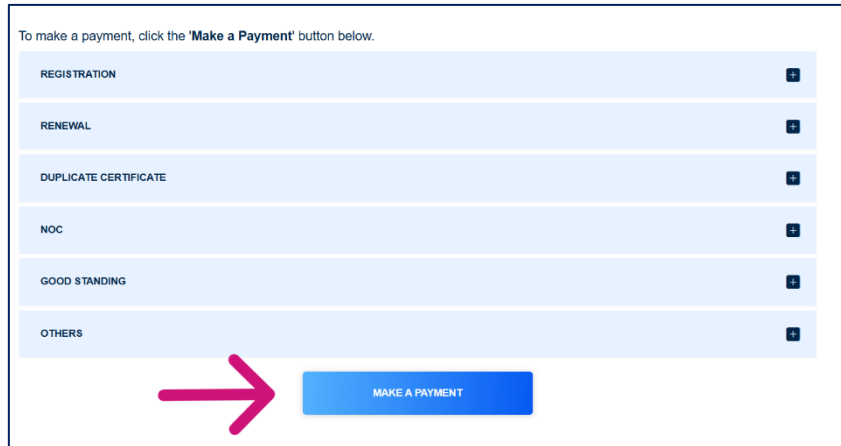 To make a payment, click the 'Make a Payment' button below.
REGISTRATION
RENEWAL
DUPLICATE CERTIFICATE
NOC
GOOD STANDING
OTHERS
MAKE A PAYMENT